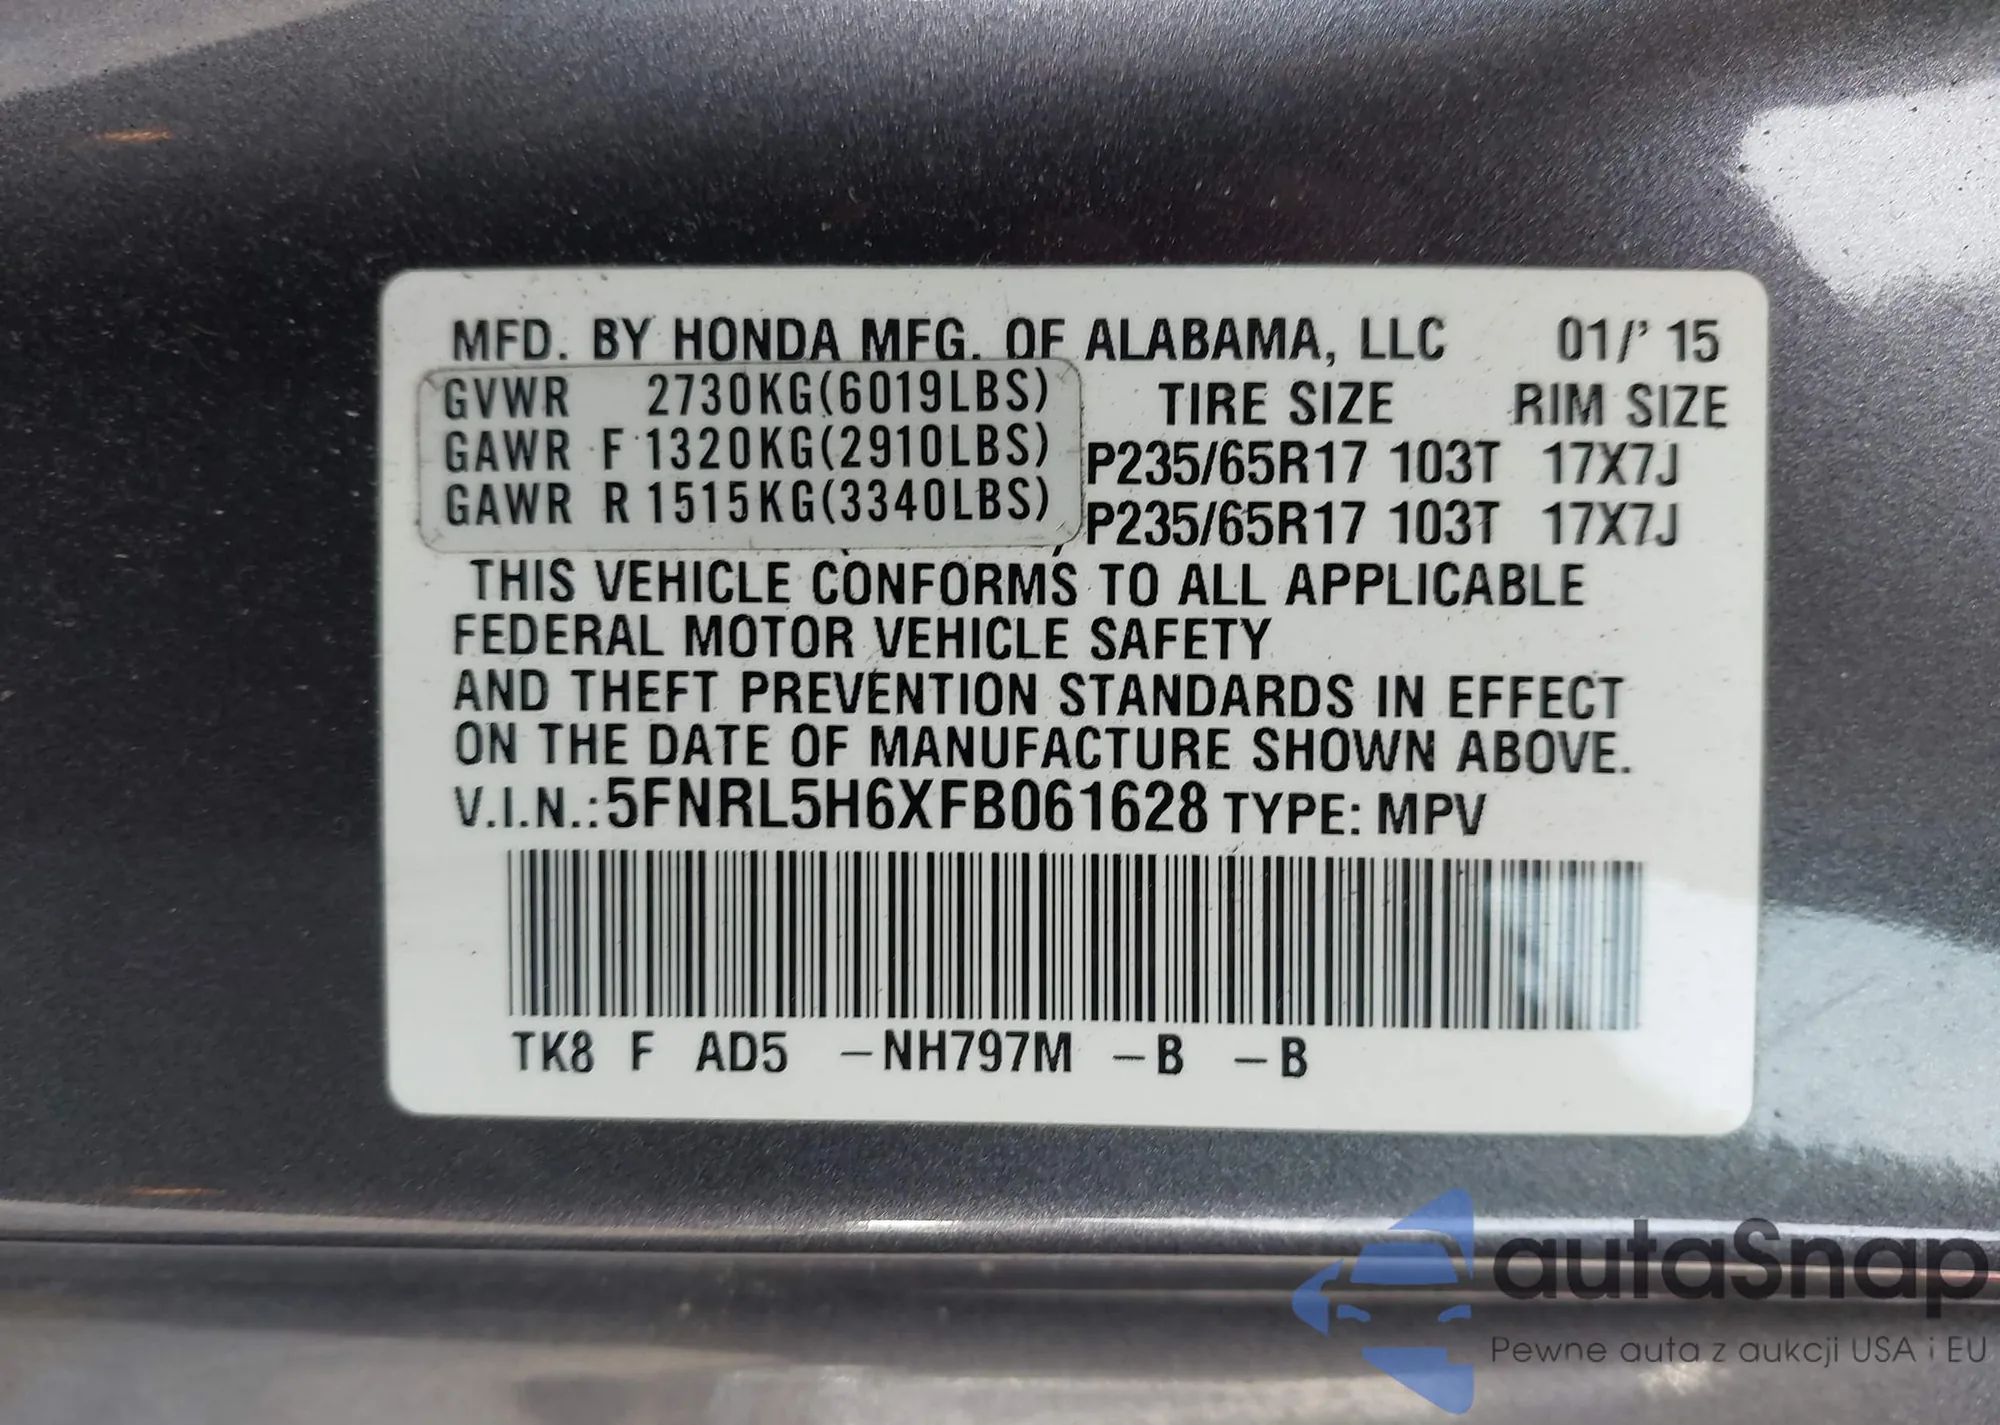 MFD. BY HONDA MFG. OF ALABAMA, LLC 01/' 15
GVWR 2730KG(6019LBS) TIRE SIZE RIM SIZE
GAWR F 1320KG(2910LBS) P235/65R17 103T 17X7J
GAWR R 1515KG(3340LBS) P235/65R17 103T 17X7J
THIS VEHICLE CONFORMS TO ALL APPLICABLE
FEDERAL MOTOR VEHICLE SAFETY
AND THEFT PREVENTION STANDARDS IN EFFECT
ON THE DATE OF MANUFACTURE SHOWN ABOVE.
V.I.N.:5FNRL5H6XFB061628 TYPE: MPV
TK8 F AD5 –NH797M –B –B
autaSnap
Pewne auta z aukcji USA i EU